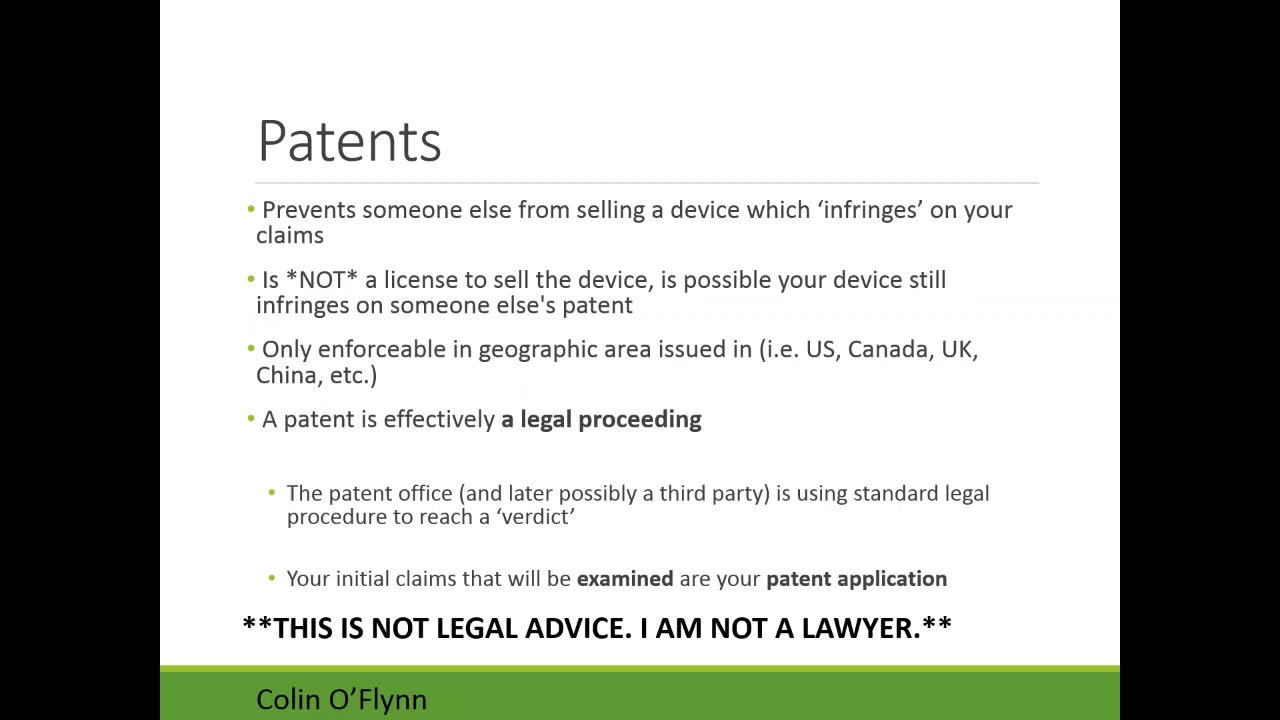 Patents
• Prevents someone else from selling a device which ‘infringes’ on your
claims
• Is *NOT* a license to sell the device, is possible your device still
infringes on someone else's patent
• Only enforceable in geographic area issued in (i.e. US, Canada, UK,
China, etc.)
• A patent is effectively a legal proceeding
• The patent office (and later possibly a third party) is using standard legal
procedure to reach a ‘verdict’
• Your initial claims that will be examined are your patent application
**THIS IS NOT LEGAL ADVICE. I AM NOT A LAWYER.**
Colin O’Flynn